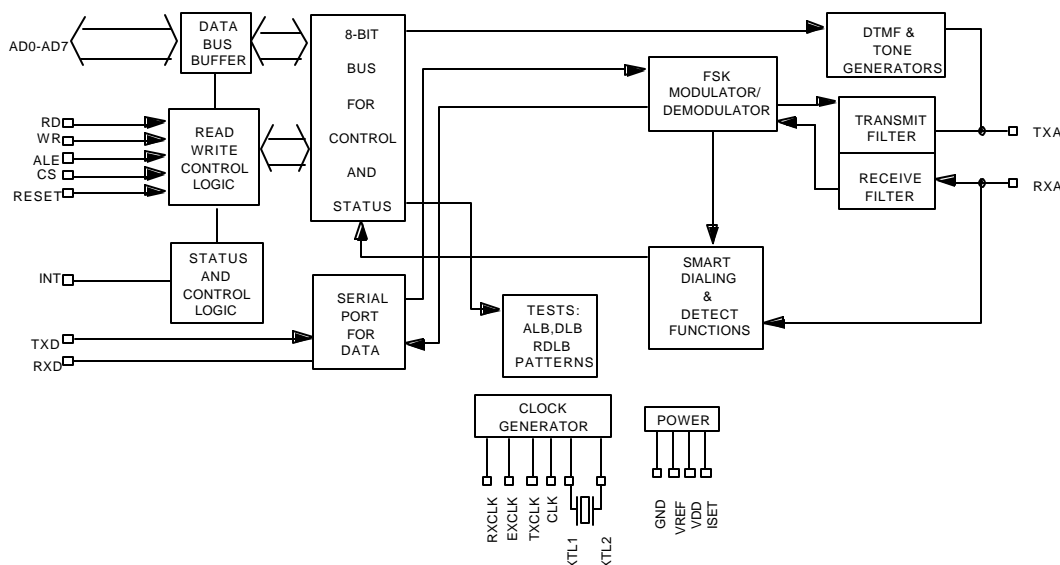 AD0-AD7
DATA
BUS
BUFFER
8-BIT
BUS
FOR
CONTROL
AND
STATUS
DTMF &
TONE
GENERATORS
FSK
MODULATOR/
DEMODULATOR
TRANSMIT
FILTER
RECEIVE
FILTER
TXA
RXA
RD
WR
ALE
CS
RESET
READ
WRITE
CONTROL
LOGIC
INT
STATUS
AND
CONTROL
LOGIC
SMART
DIALING
&
DETECT
FUNCTIONS
TXD
RXD
SERIAL
PORT
FOR
DATA
TESTS:
ALB,DLB
RDLB
PATTERNS
CLOCK
GENERATOR
POWER
RXCLK
EXCLK
TXCLK
CLK
XTL1
XTL2
GND
VREF
VDD
ISET